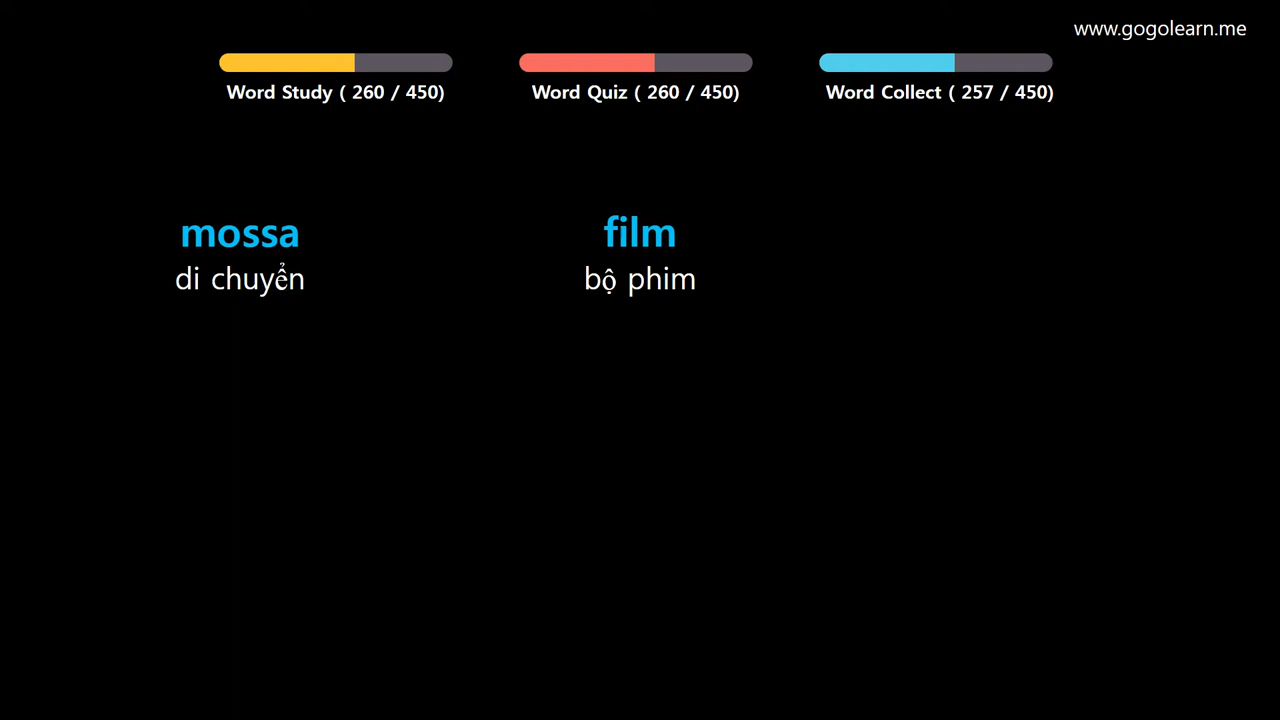 www.gogolearn.me
Word Study ( 260 / 450)
Word Quiz ( 260 / 450)
Word Collect ( 257 / 450)
mossa
di chuyển
film
bộ phim